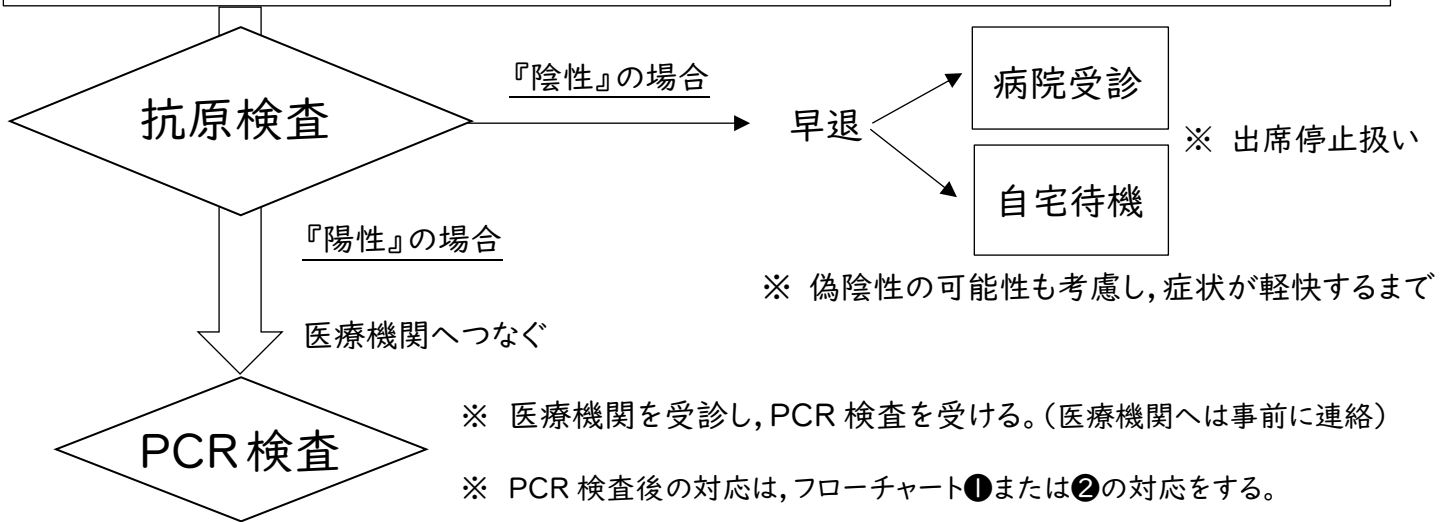 『陰性』の場合
抗原検査
早退
病院受診
※ 出席停止扱い
自宅待機
『陽性』の場合
※ 偽陰性の可能性も考慮し,症状が軽快するまで
医療機関へつなぐ
PCR検査
※ 医療機関を受診し,PCR 検査を受ける。(医療機関へは事前に連絡)
※ PCR 検査後の対応は,フローチャート❶または❷の対応をする。